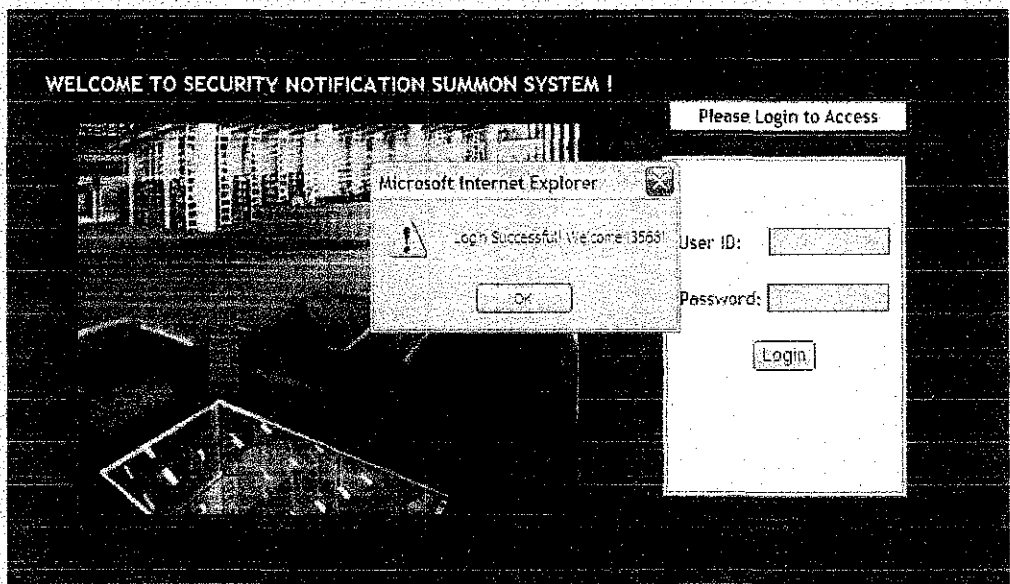 WELCOME TO SECURITY NOTIFICATION SUMMON SYSTEM !
Please Login to Access
Microsoft Internet Explorer
Login Successful! Welcome
User ID:
OK
Password:
Login